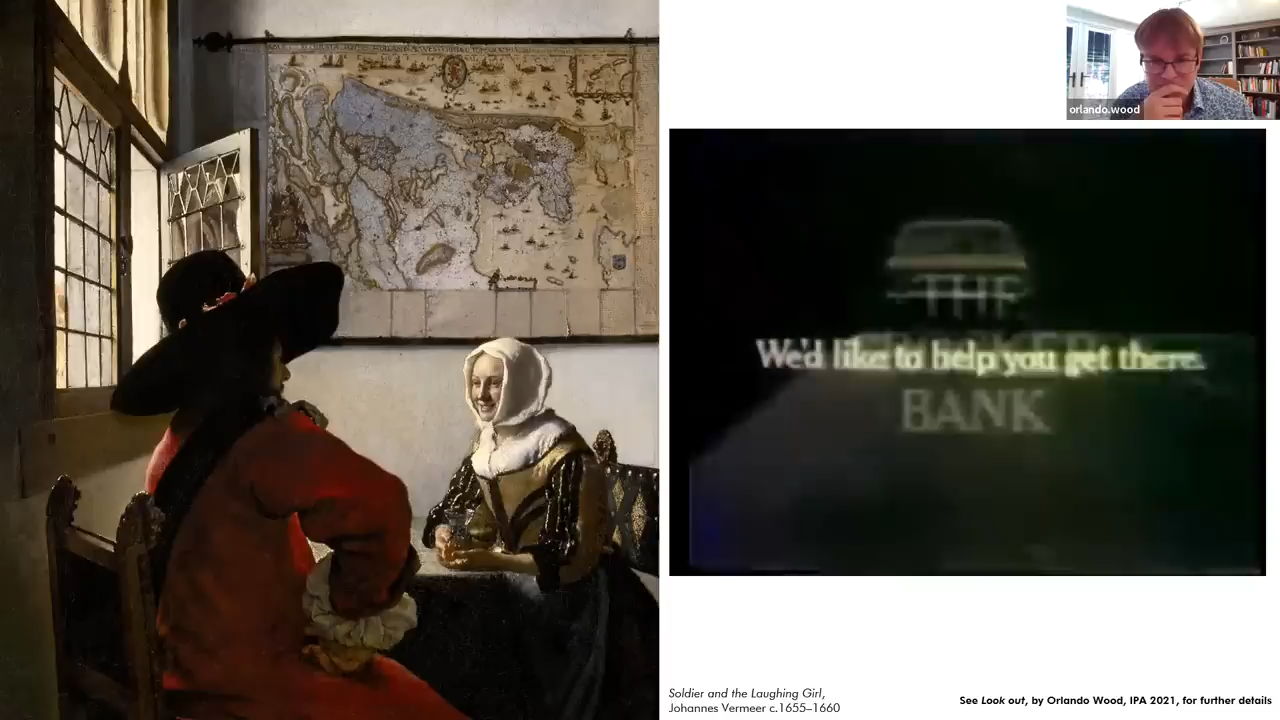 orlando.wood
THE
We'd like to help you get there.
BANK
Soldier and the Laughing Girl,
Johannes Vermeer c.1655–1660
See Look out, by Orlando Wood, IPA 2021, for further details